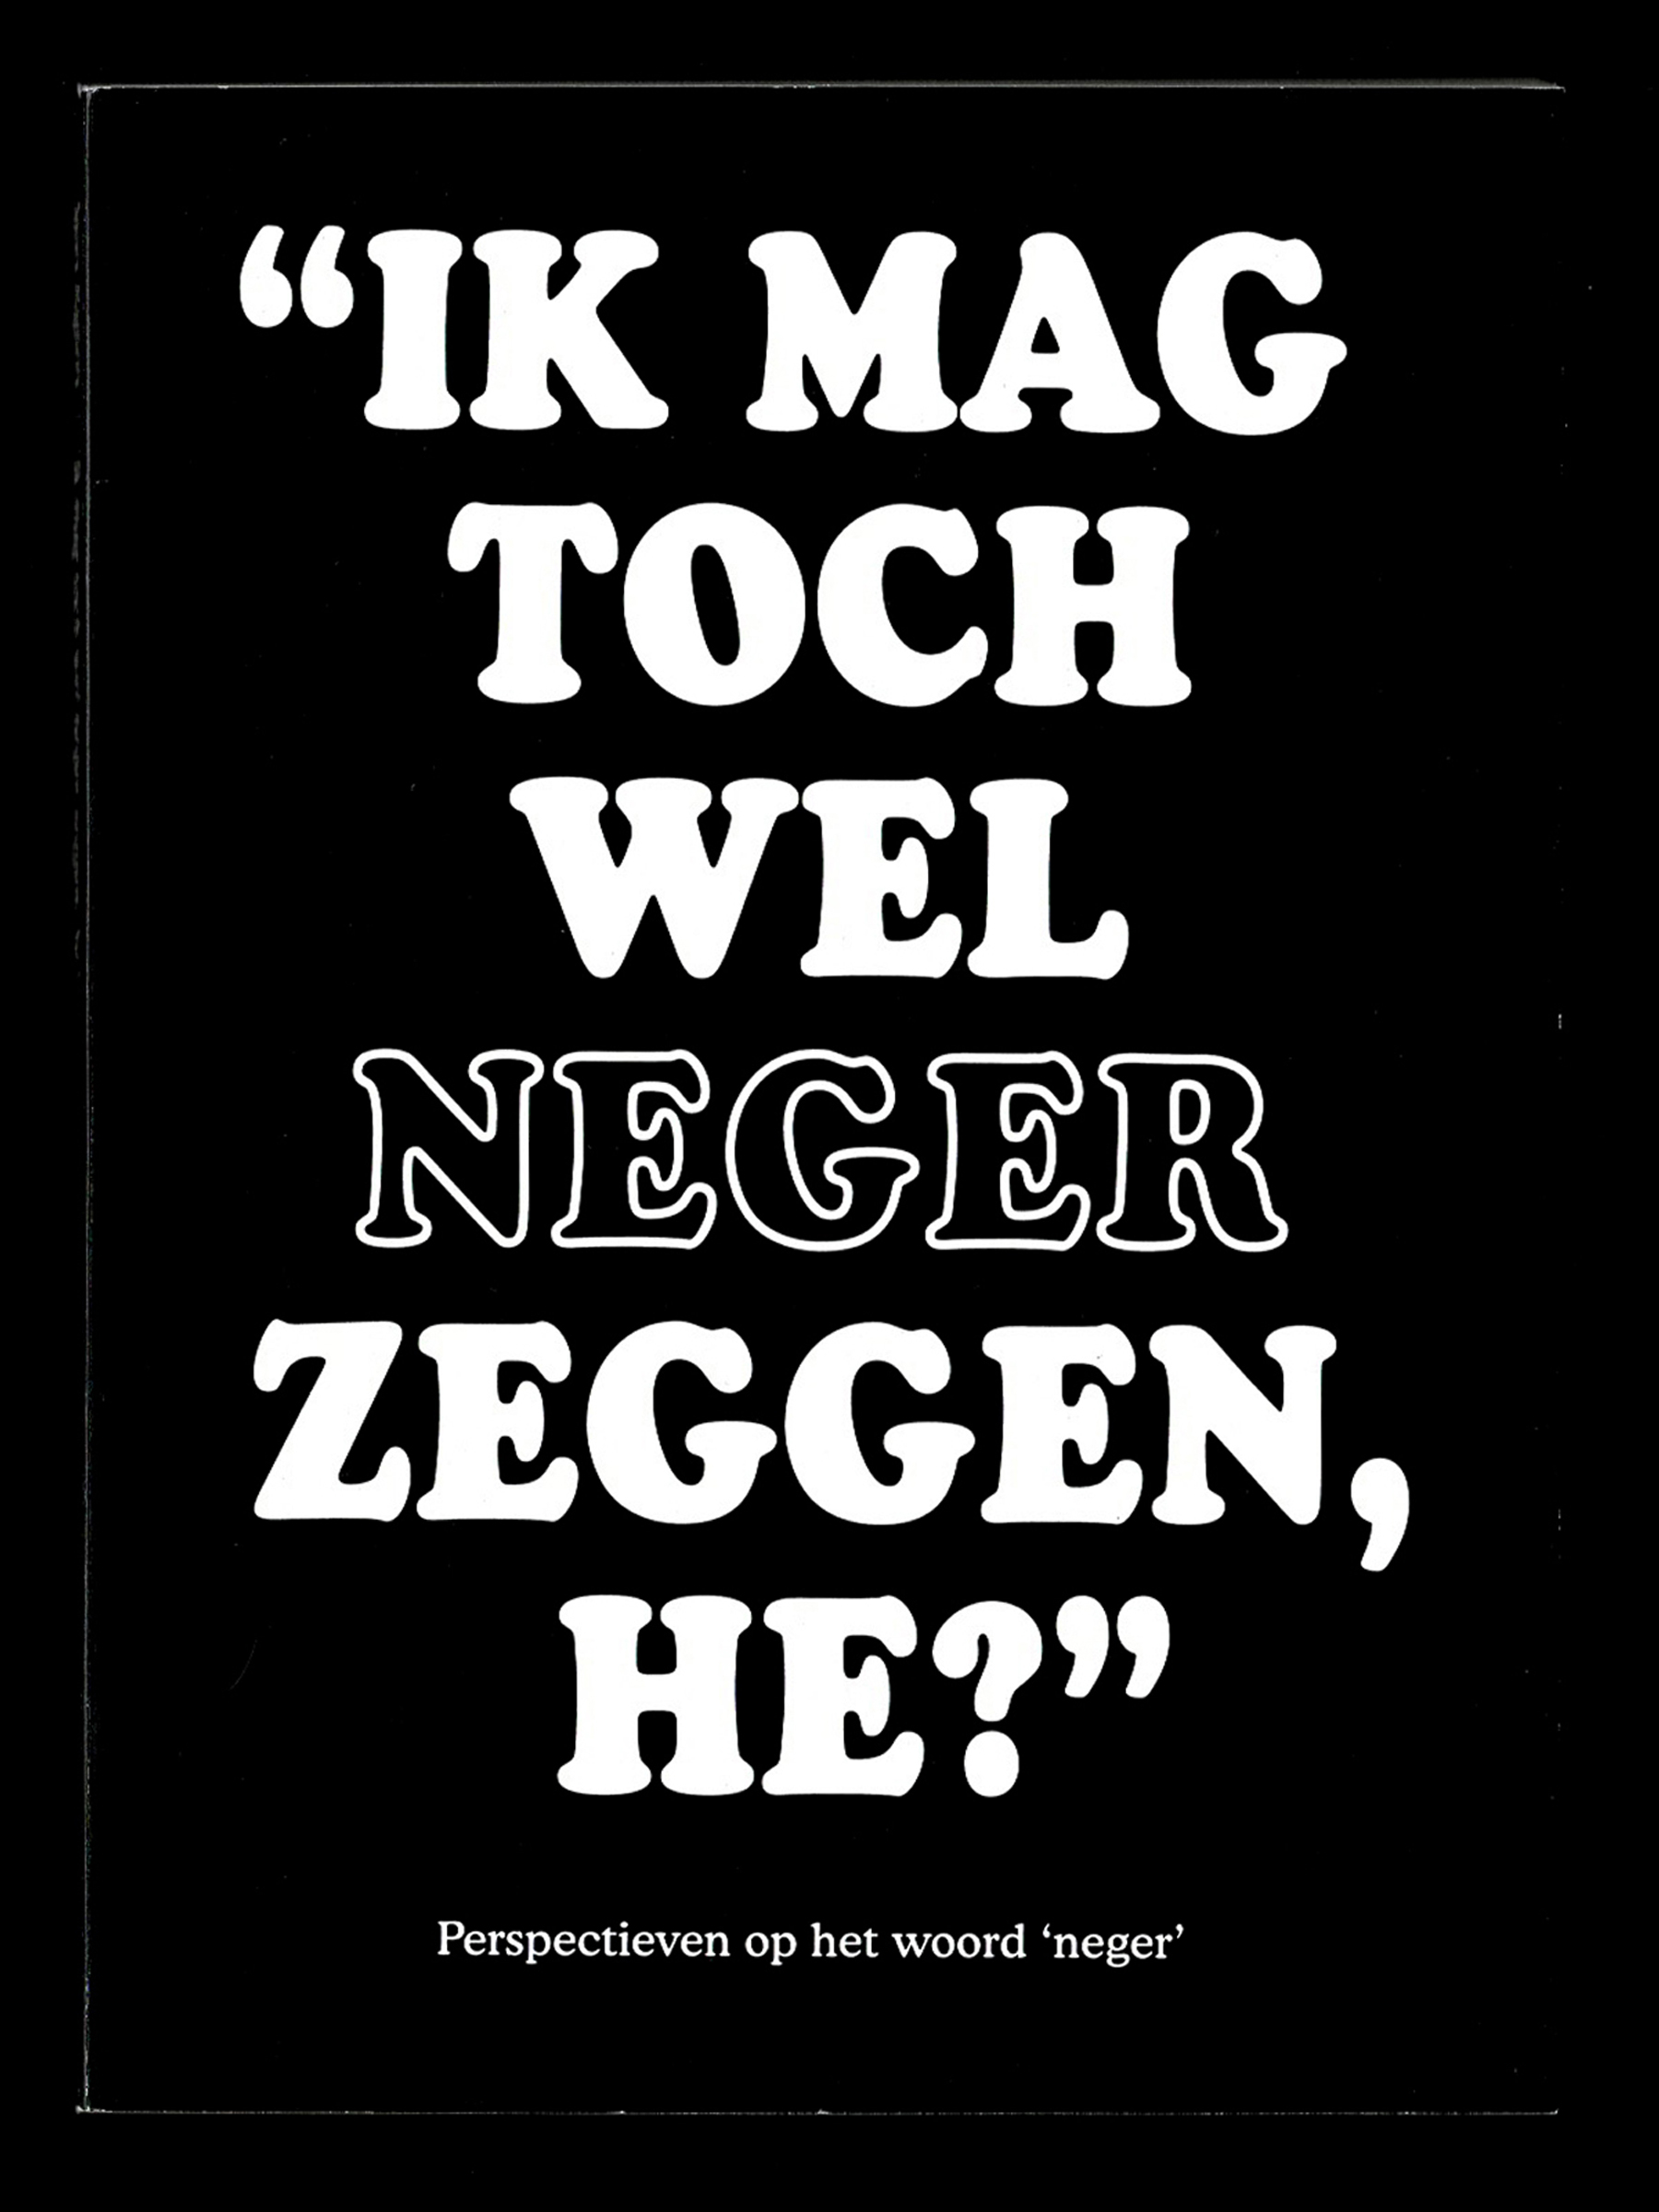 “IK MAG
TOCH
WEL
NEGER
ZEGGEN,
HE?”
Perspectieven op het woord ‘neger’